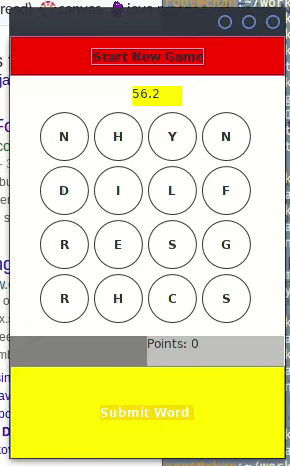 Start New Game
56.2
N H Y N
D I L F
R E S G
R H C S
Points: 0
Submit Word